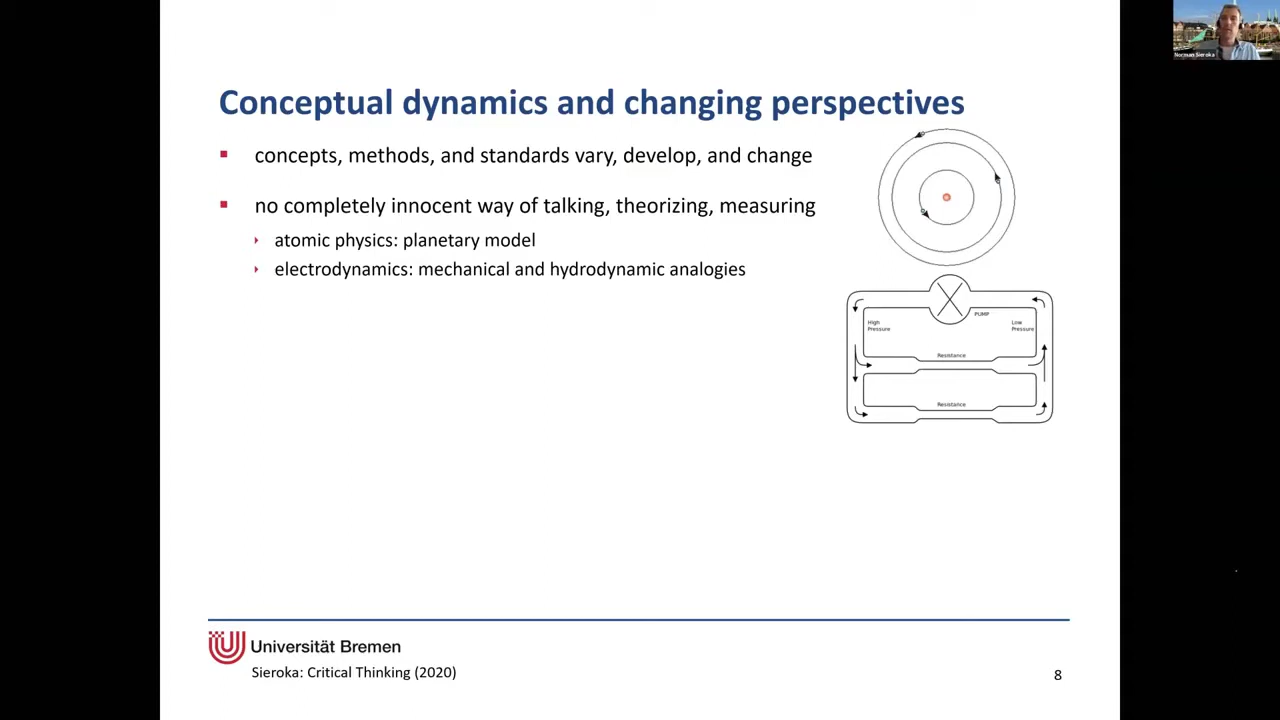 Norman Sieroka
Conceptual dynamics and changing perspectives
concepts, methods, and standards vary, develop, and change
no completely innocent way of talking, theorizing, measuring
atomic physics: planetary model
electrodynamics: mechanical and hydrodynamic analogies
PUMP
High
Pressure
Low
Pressure
Resistance
Resistance
Universität Bremen
Sieroka: Critical Thinking (2020)
8